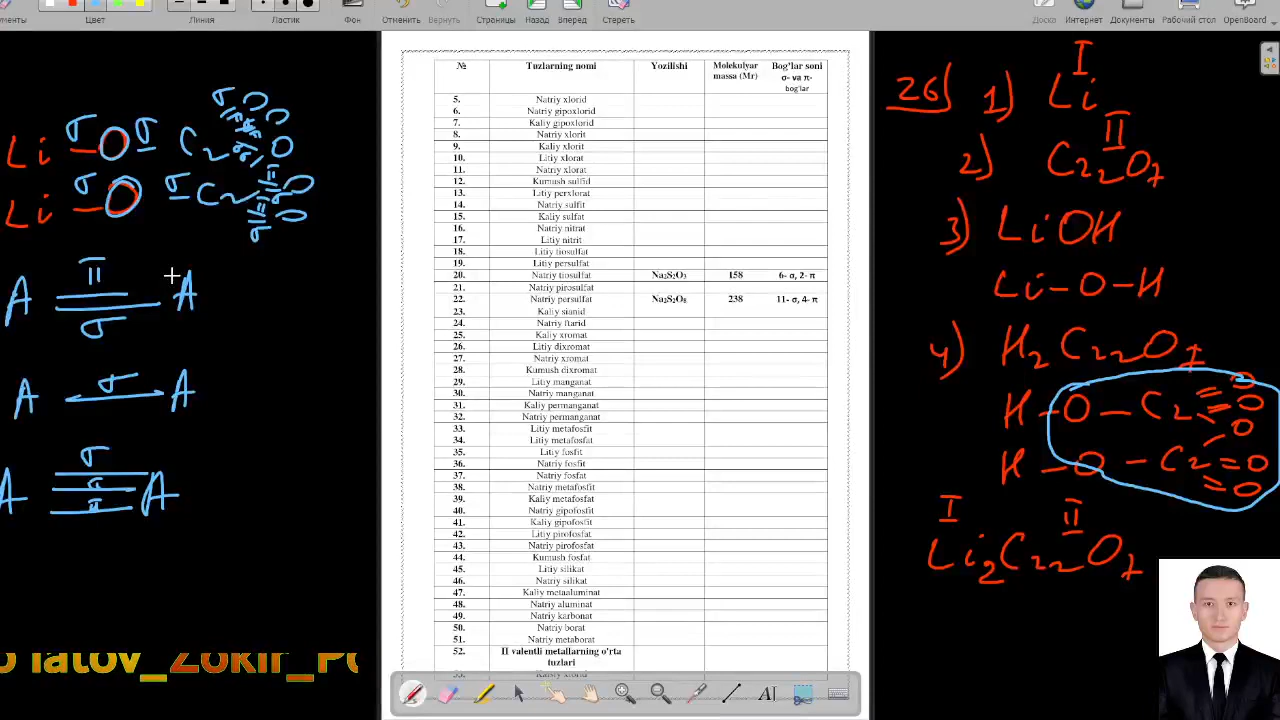 Цвет
Линия
Ластик
Фон
Отменить
Вернуть
Страницы
Назад
Вперед
Стереть
Доска
Интернет
Документы
Рабочий стол
OpenBoard
σ
Li σ O σ Cr
Li σ O σ Cr
A π σ A
A σ A
A σ A
№ Tuzlarning nomi Yozilishi Molekulyar massa (Mr) Bog'lar soni σ- va π- bog'lar
5. Natriy xlorid
6. Natriy gipoxlorid
7. Kaliy gipoxlorid
8. Natriy xlorit
9. Kaliy xlorit
10. Litiy xlorat
11. Natriy xlorat
12. Kumush sulfid
13. Litiy perxlorat
14. Natriy sulfit
15. Kaliy sulfat
16. Natriy nitrat
17. Litiy nitrit
18. Litiy tiosulfat
19. Litiy persulfat
20. Natriy tiosulfat Na₂S₂O₃ 158 6- σ, 2- π
21. Natriy pirosulfat
22. Natriy persulfat Na₂S₂O₈ 238 11- σ, 4- π
23. Kaliy sianid
24. Natriy ftarid
25. Kaliy xromat
26. Litiy dixromat
27. Natriy xromat
28. Kumush dixromat
29. Litiy manganat
30. Natriy manganat
31. Kaliy permanganat
32. Natriy permanganat
33. Litiy metafosfit
34. Litiy metafosfat
35. Litiy fosfit
36. Natriy fosfit
37. Natriy fosfat
38. Natriy metafosfit
39. Kaliy metafosfat
40. Natriy gipofosfit
41. Kaliy gipofosfit
42. Litiy pirofosfat
43. Natriy pirofosfat
44. Kumush fosfat
45. Litiy silikat
46. Natriy silikat
47. Kaliy metaaluminat
48. Natriy aluminat
49. Natriy karbonat
50. Natriy borat
51. Natriy metaborat
52. II valentli metallarning o'rta tuzlari
26) 1) Li I
2) Cr₂O₇ II
3) LiOH
Li - O - H
4) H₂Cr₂O₇
H - O - Cr
H - O - Cr = O
I II
Li₂Cr₂O₇